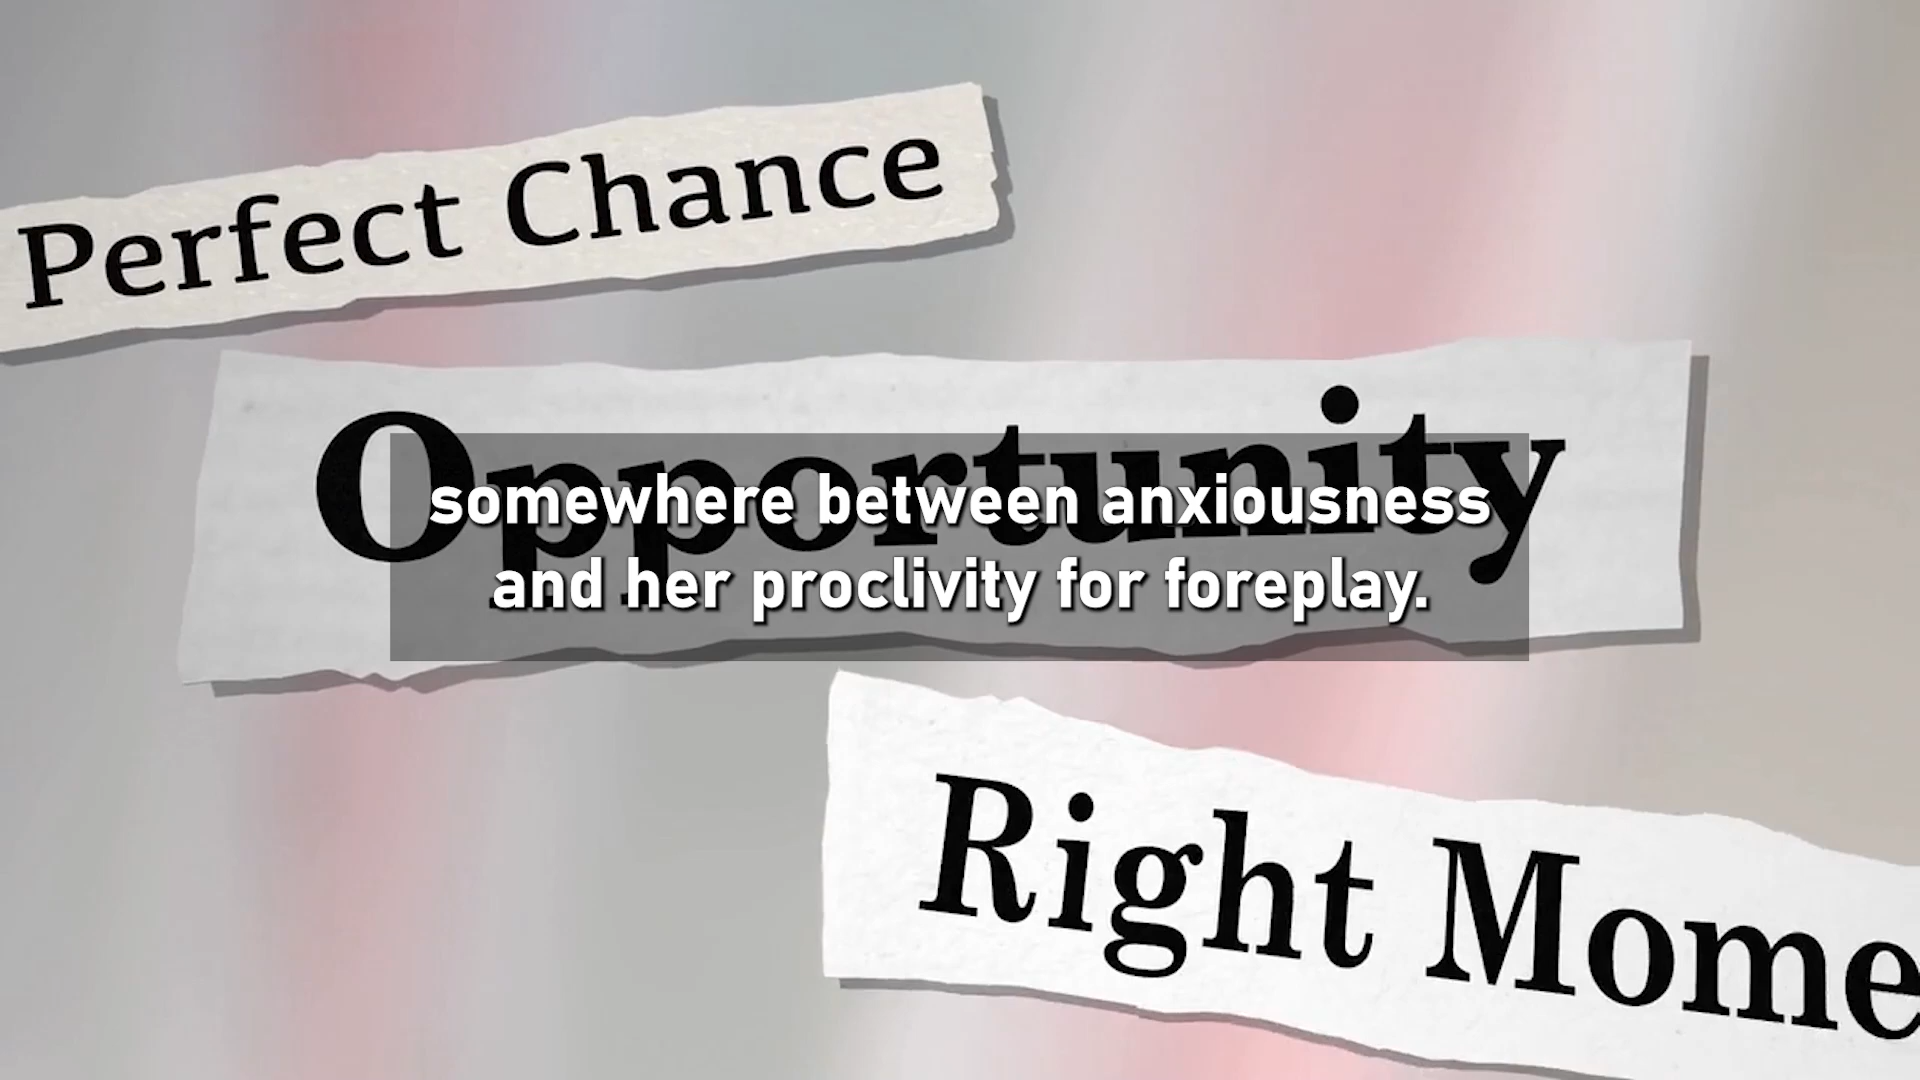 Perfect Chance
Opportunity
somewhere between anxiousness
and her proclivity for foreplay.
Right Mome